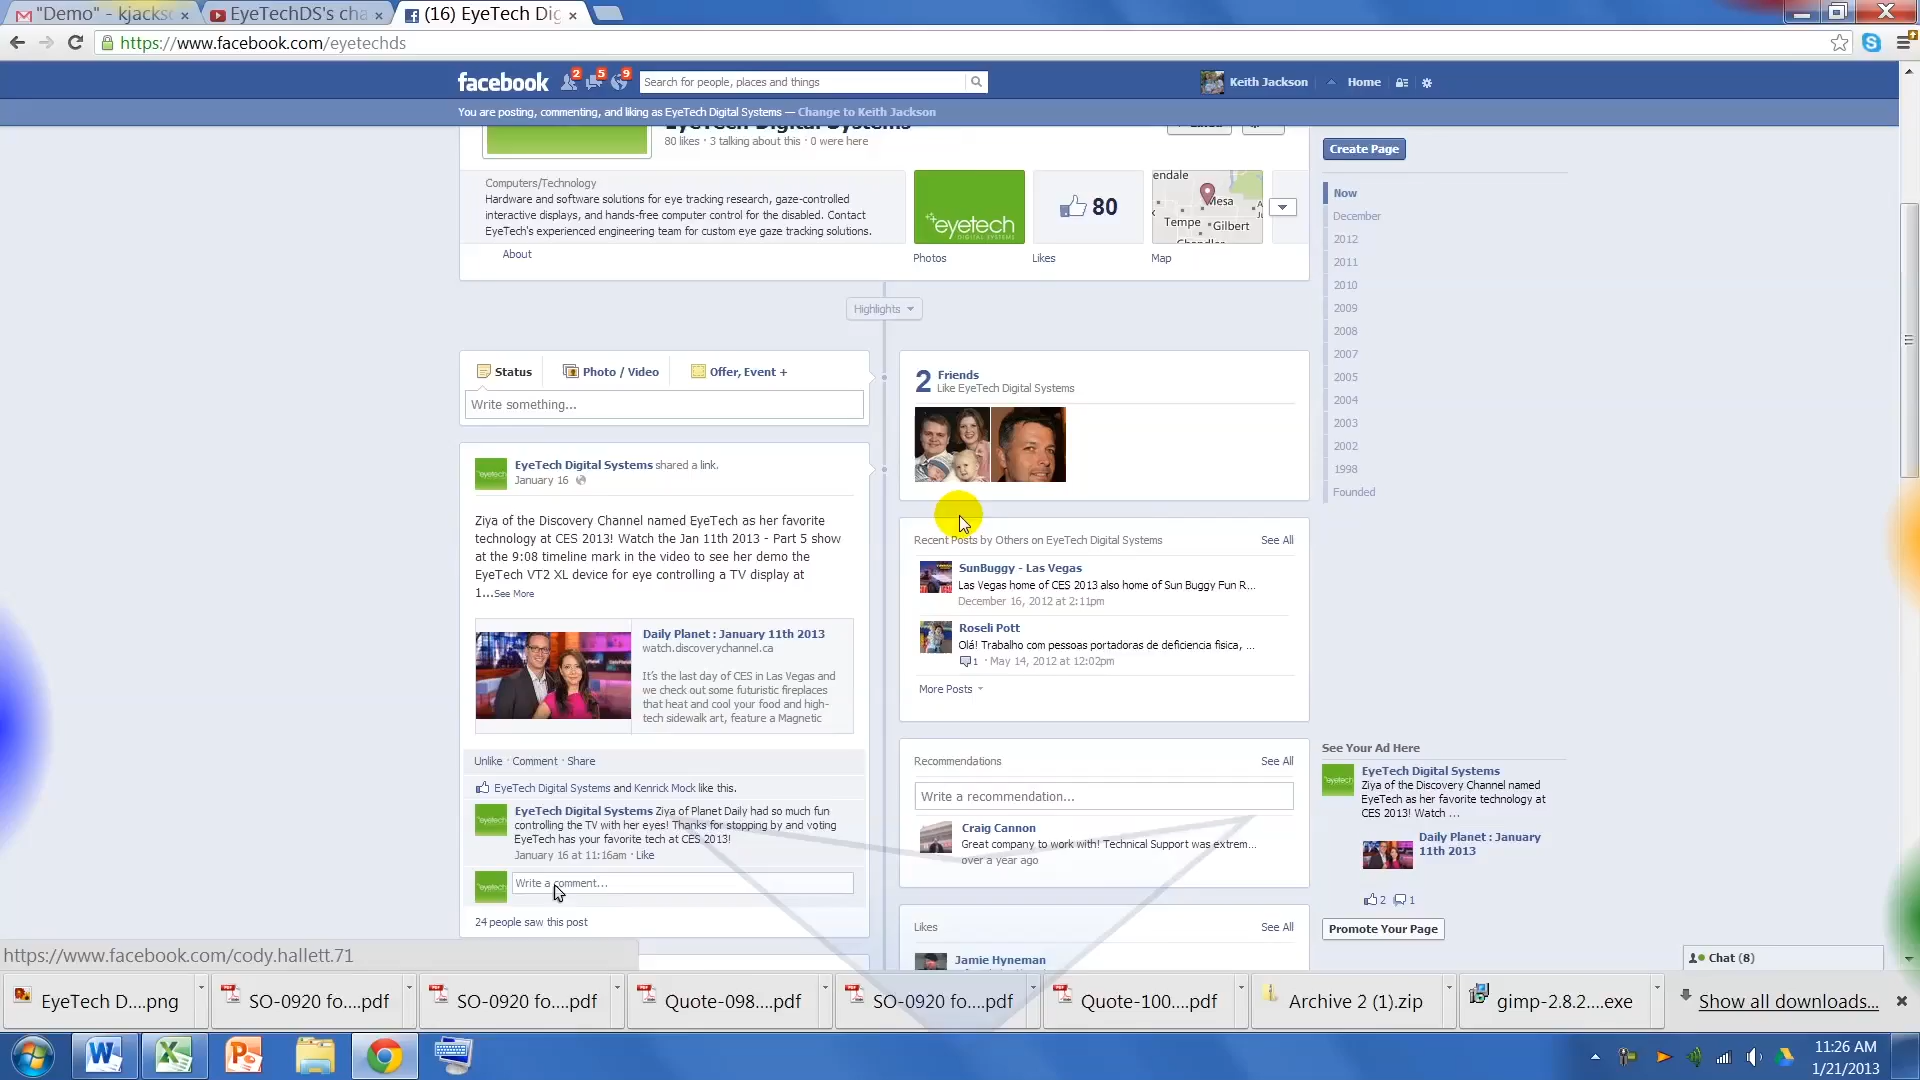 "Demo" - kjacks
EyeTechDS's cha
(16) EyeTech Dig
https://www.facebook.com/eyetechds
facebook
2
5
9
Search for people, places and things
Keith Jackson
Home
You are posting, commenting, and liking as EyeTech Digital Systems — Change to Keith Jackson
EyeTech Digital Systems
80 likes · 3 talking about this · 0 were here
Liked
Create Page
Computers/Technology
Hardware and software solutions for eye tracking research, gaze-controlled
interactive displays, and hands-free computer control for the disabled. Contact
EyeTech's experienced engineering team for custom eye gaze tracking solutions.
About
eyetech
DIGITAL SYSTEMS
Photos
80
Likes
endale
Mesa
Tempe
Gilbert
Chandler
Map
Now
December
2012
2011
2010
2009
2008
2007
2005
2004
2003
2002
1998
Founded
Highlights
Status
Photo / Video
Offer, Event +
Write something...
EyeTech Digital Systems shared a link.
January 16
Ziya of the Discovery Channel named EyeTech as her favorite
technology at CES 2013! Watch the Jan 11th 2013 - Part 5 show
at the 9:08 timeline mark in the video to see her demo the
EyeTech VT2 XL device for eye controlling a TV display at
1...See More
Daily Planet : January 11th 2013
watch.discoverychannel.ca
It's the last day of CES in Las Vegas and
we check out some futuristic fireplaces
that heat and cool your food and high-
tech sidewalk art, feature a Magnetic
Unlike · Comment · Share
EyeTech Digital Systems and Kenrick Mock like this.
EyeTech Digital Systems Ziya of Planet Daily had so much fun
controlling the TV with her eyes! Thanks for stopping by and voting
EyeTech has your favorite tech at CES 2013!
January 16 at 11:16am · Like
Write a comment...
24 people saw this post
2
Friends
Like EyeTech Digital Systems
Recent Posts by Others on EyeTech Digital Systems
See All
SunBuggy - Las Vegas
Las Vegas home of CES 2013 also home of Sun Buggy Fun R...
December 16, 2012 at 2:11pm
Roseli Pott
Olá! Trabalho com pessoas portadoras de deficiencia fisica, ...
1 · May 14, 2012 at 12:02pm
More Posts
Recommendations
See All
Write a recommendation...
Craig Cannon
Great company to work with! Technical Support was extrem...
over a year ago
Likes
See All
Jamie Hyneman
See Your Ad Here
EyeTech Digital Systems
Ziya of the Discovery Channel named
EyeTech as her favorite technology at
CES 2013! Watch ...
Daily Planet : January
11th 2013
2
1
Promote Your Page
Chat (8)
https://www.facebook.com/cody.hallett.71
EyeTech D....png
SO-0920 fo....pdf
SO-0920 fo....pdf
Quote-098....pdf
SO-0920 fo....pdf
Quote-100....pdf
Archive 2 (1).zip
gimp-2.8.2....exe
Show all downloads...
11:26 AM
1/21/2013